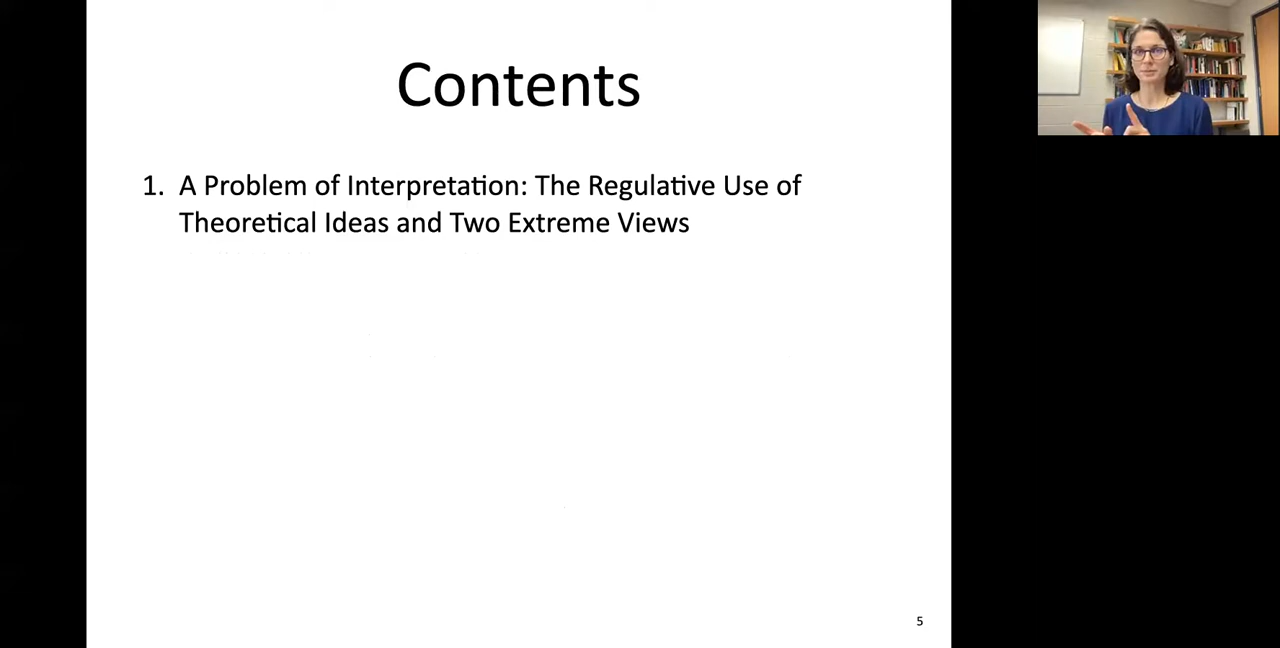 Contents
1. A Problem of Interpretation: The Regulative Use of
Theoretical Ideas and Two Extreme Views
5